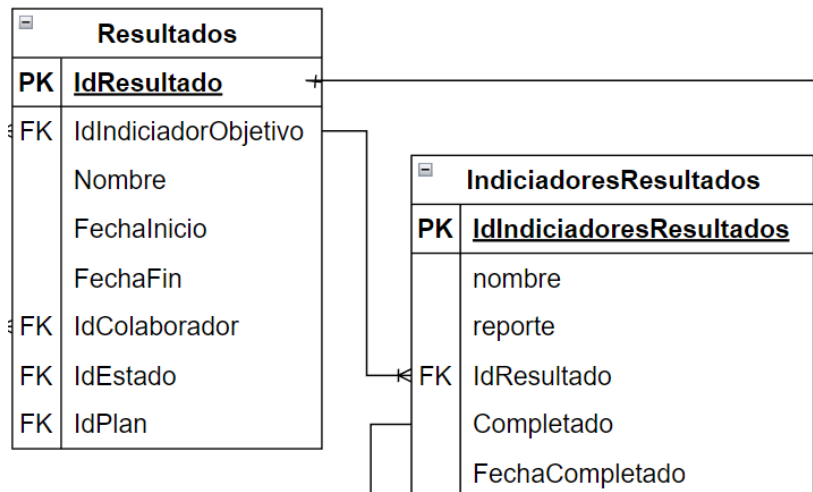 Resultados
PK IdResultado
FK IdIndiciadorObjetivo
Nombre
FechaInicio
FechaFin
FK IdColaborador
FK IdEstado
FK IdPlan
IndiciadoresResultados
PK IdIndiciadoresResultados
nombre
reporte
FK IdResultado
Completado
FechaCompletado